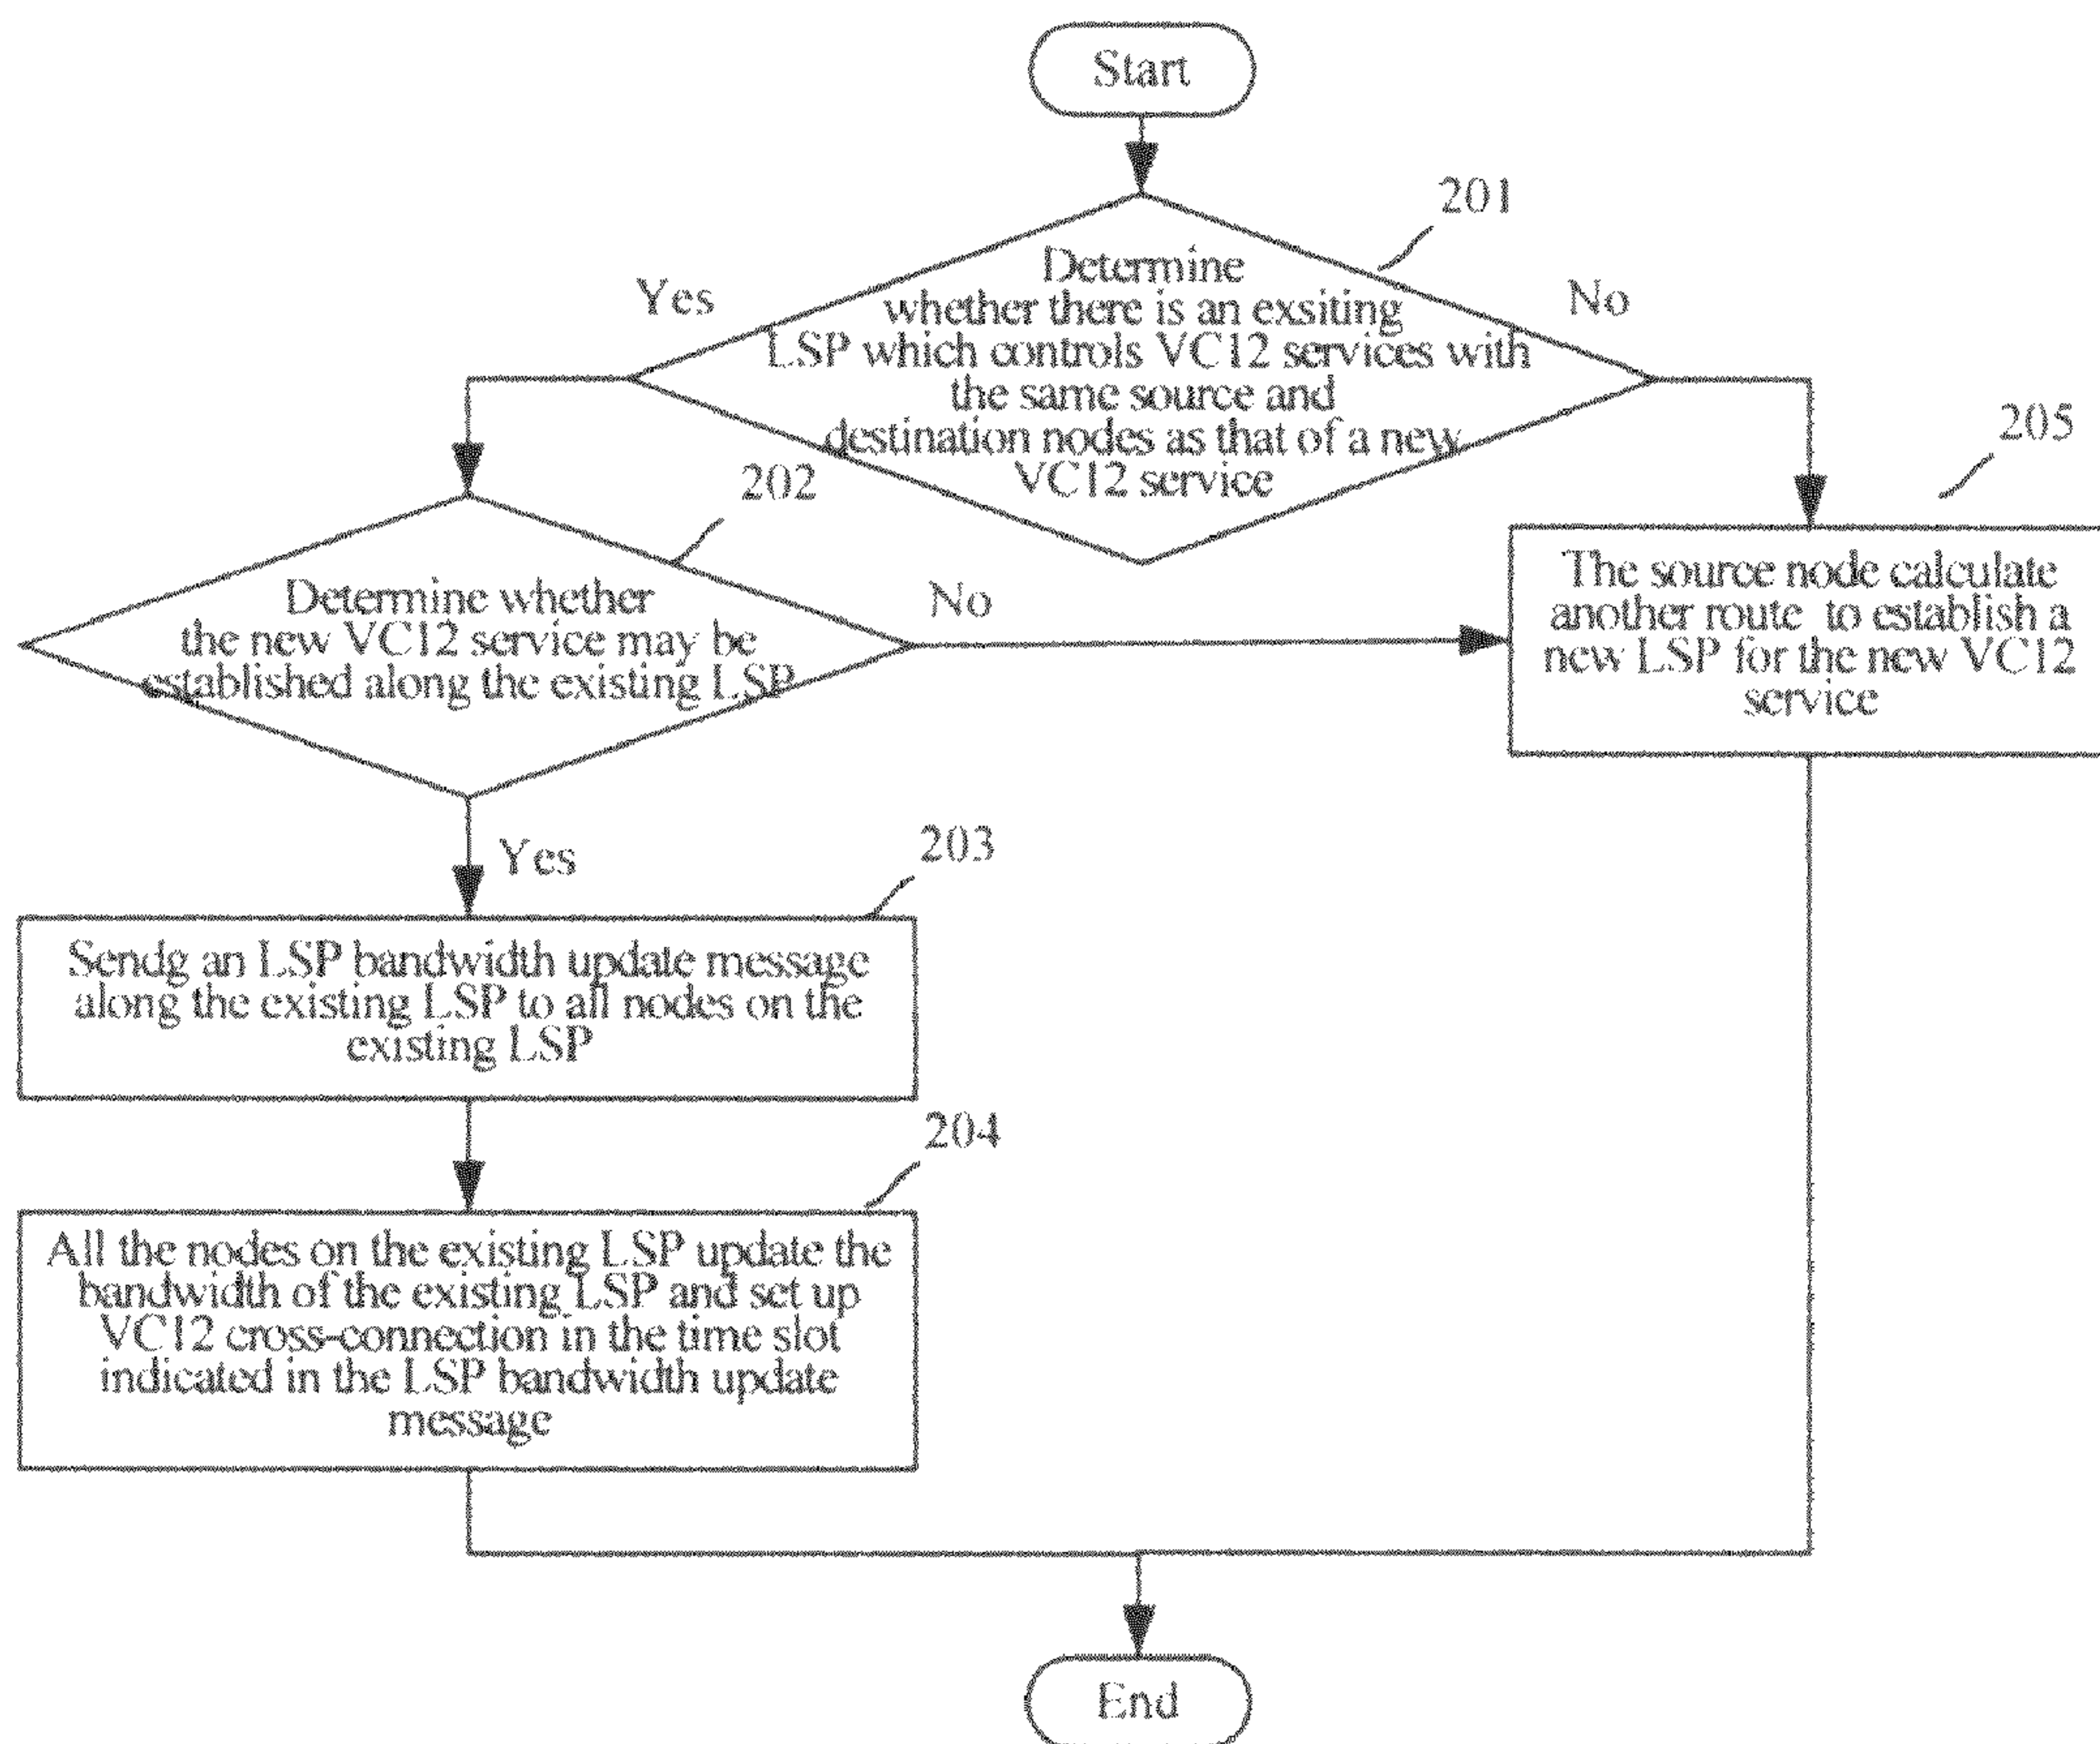 Start
201
Yes
No
Determine
whether there is an exsiting
LSP which controls VC12 services with
the same source and
destination nodes as that of a new
VC12 service
202
205
Determine whether
the new VC12 service may be
established along the existing LSP
No
The source node calculate
another route to establish a
new LSP for the new VC12
service
Yes
203
Sendg an LSP bandwidth update message
along the existing LSP to all nodes on the
existing LSP
204
All the nodes on the existing LSP update the
bandwidth of the existing LSP and set up
VC12 cross-connection in the time slot
indicated in the LSP bandwidth update
message
End